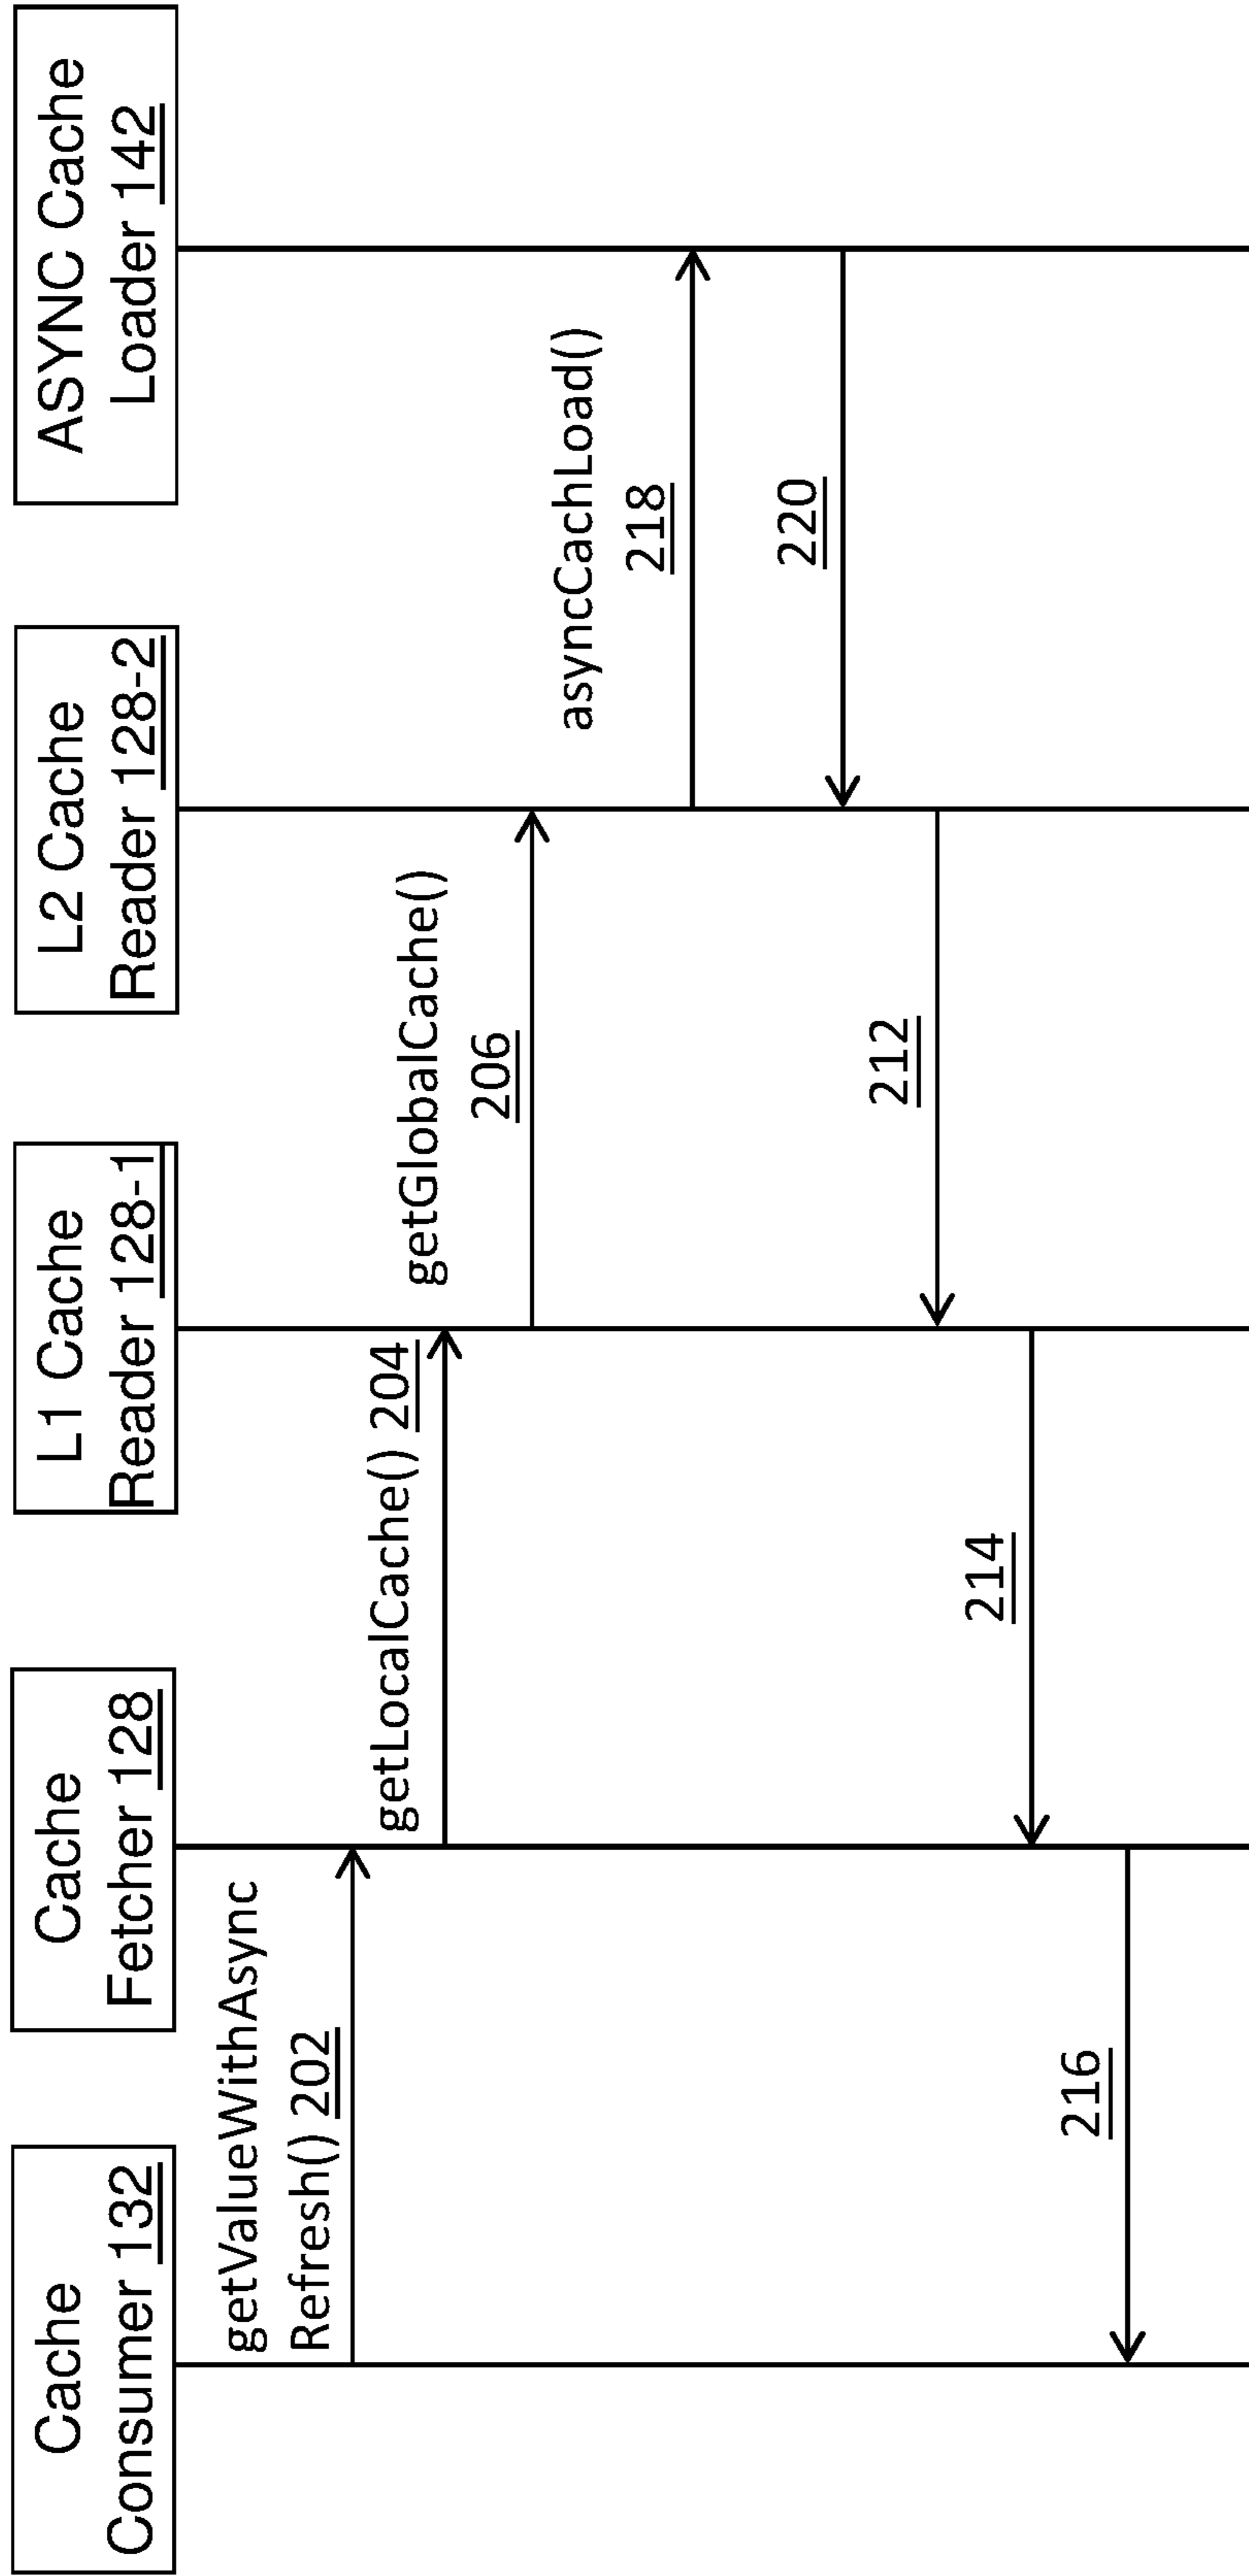 Cache
Consumer 132
Cache
Fetcher 128
L1 Cache
Reader 128-1
L2 Cache
Reader 128-2
ASYNC Cache
Loader 142
getValueWithAsync
Refresh() 202
getLocalCache() 204
getGlobalCache()
206
asyncCachLoad()
218
220
212
214
216